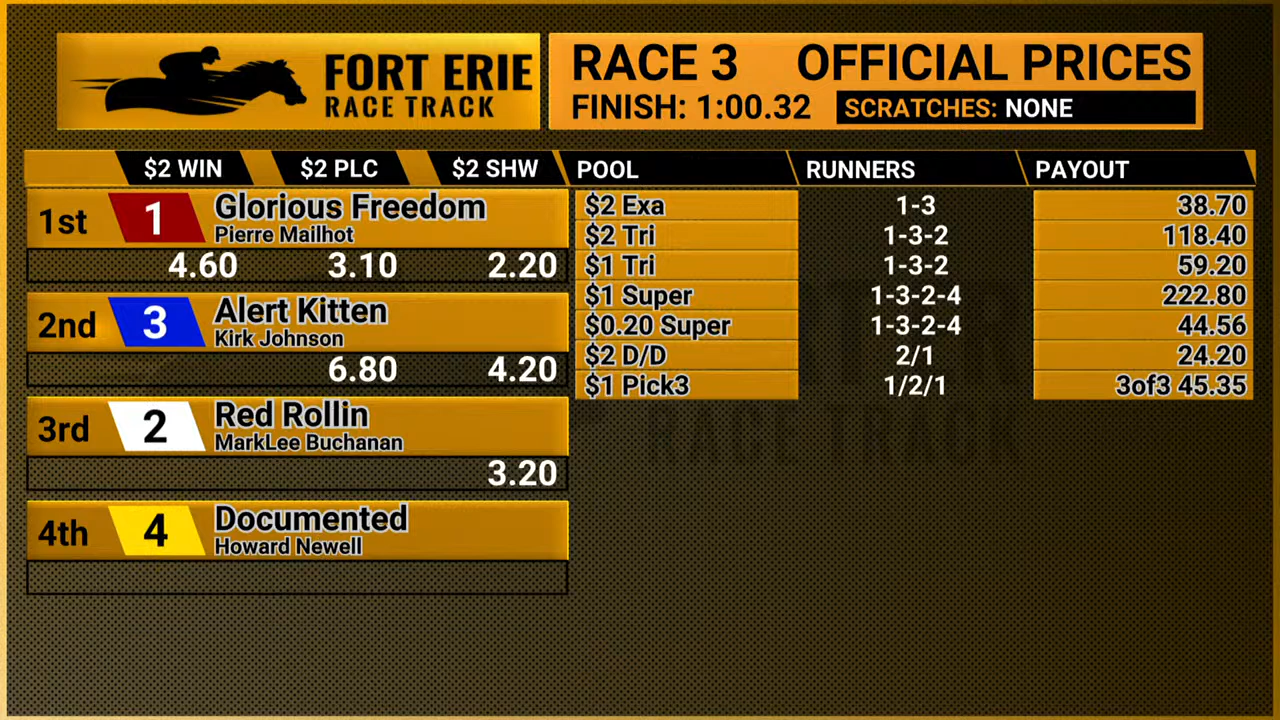 FORT ERIE
RACE TRACK
RACE 3 OFFICIAL PRICES
FINISH: 1:00.32 SCRATCHES: NONE
$2 WIN $2 PLC $2 SHW
1st 1 Glorious Freedom
Pierre Mailhot
4.60 3.10 2.20
2nd 3 Alert Kitten
Kirk Johnson
6.80 4.20
3rd 2 Red Rollin
MarkLee Buchanan
3.20
4th 4 Documented
Howard Newell
POOL RUNNERS PAYOUT
$2 Exa 1-3 38.70
$2 Tri 1-3-2 118.40
$1 Tri 1-3-2 59.20
$1 Super 1-3-2-4 222.80
$0.20 Super 1-3-2-4 44.56
$2 D/D 2/1 24.20
$1 Pick3 1/2/1 3of3 45.35